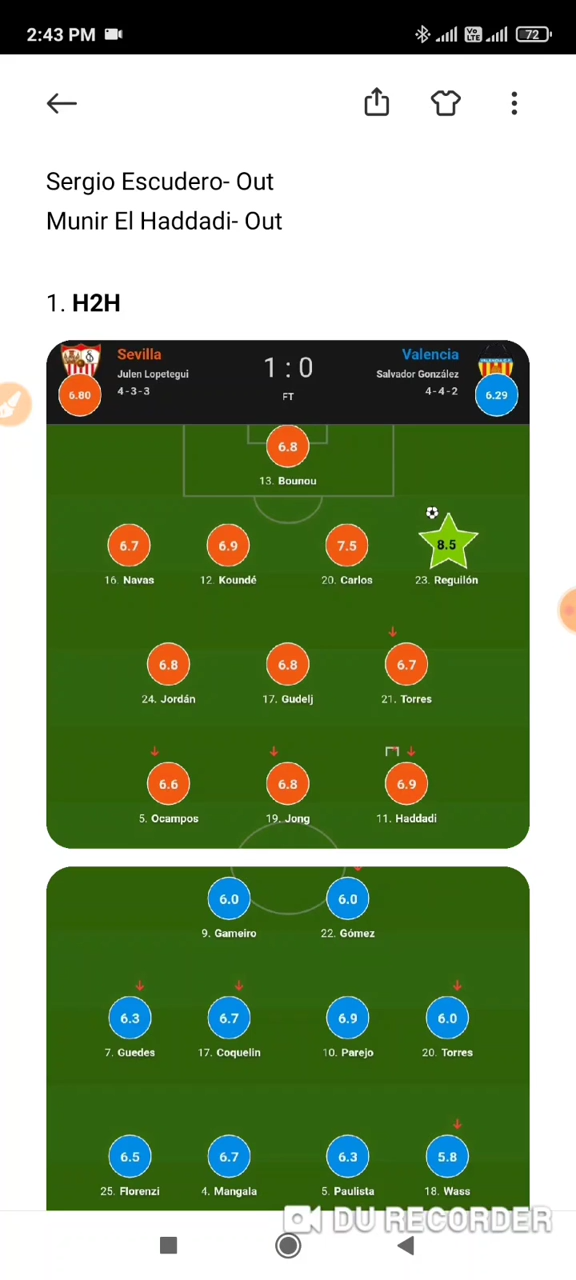 2:43 PM
Vo LTE
72
Sergio Escudero- Out
Munir El Haddadi- Out
1. H2H
Sevilla
Julen Lopetegui
4-3-3
6.80
1 : 0
FT
Valencia
Salvador González
4-4-2
6.29
6.8
13. Bounou
6.7 6.9 7.5 8.5
16. Navas 12. Koundé 20. Carlos 23. Reguilón
6.8 6.8 6.7
24. Jordán 17. Gudelj 21. Torres
6.6 6.8 6.9
5. Ocampos 19. Jong 11. Haddadi
6.0 6.0
9. Gameiro 22. Gómez
6.3 6.7 6.9 6.0
7. Guedes 17. Coquelin 10. Parejo 20. Torres
6.5 6.7 6.3 5.8
25. Florenzi 4. Mangala 5. Paulista 18. Wass
DU RECORDER